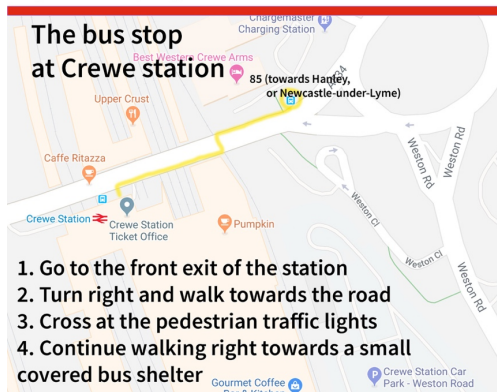 The bus stop
at Crewe station
Chargemaster
Charging Station
Best Western Crewe Arms
85 (towards Hanley,
or Newcastle-under-Lyme)
A534
Upper Crust
Caffe Ritazza
Weston Rd
Weston Rd
Weston Cl
Crewe Station
Crewe Station
Ticket Office
Pumpkin
Weston Cl
Weston Rd
1. Go to the front exit of the station
2. Turn right and walk towards the road
3. Cross at the pedestrian traffic lights
4. Continue walking right towards a small
covered bus shelter
Crewe Station Car
Park - Weston Road
Gourmet Coffee
Bar & Kitchen